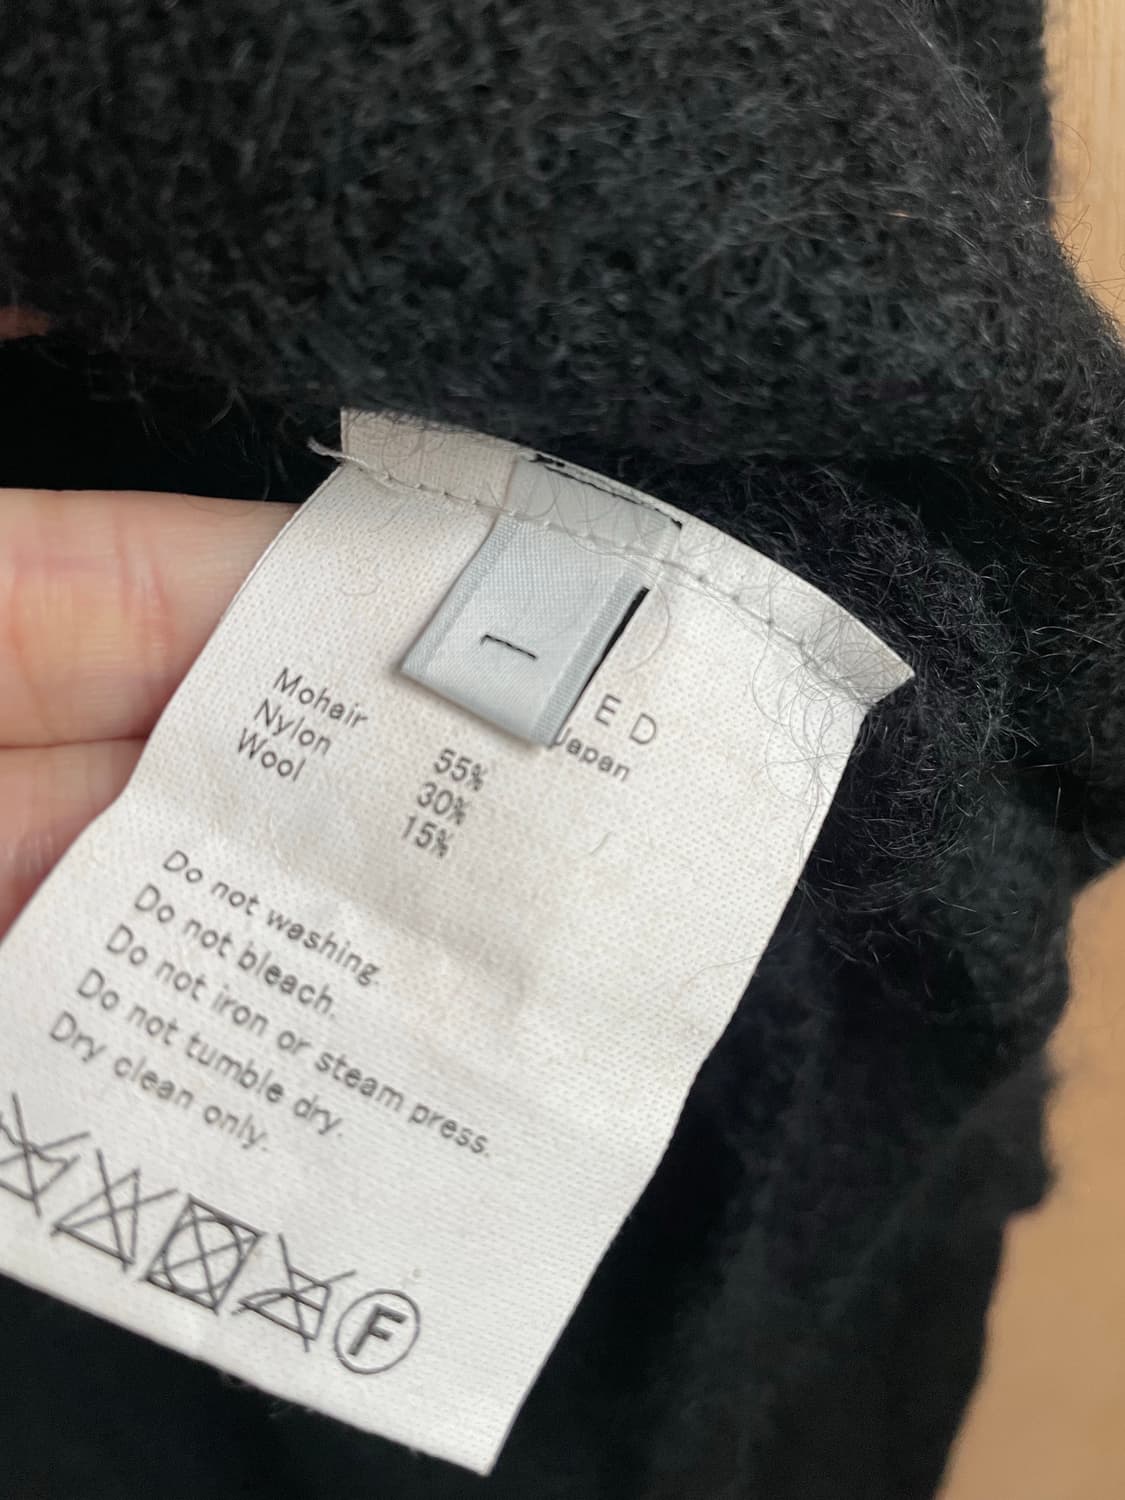 1
E D
Japan
Mohair 55%
Nylon 30%
Wool 15%
Do not washing.
Do not bleach.
Do not iron or steam press.
Do not tumble dry.
Dry clean only.
F